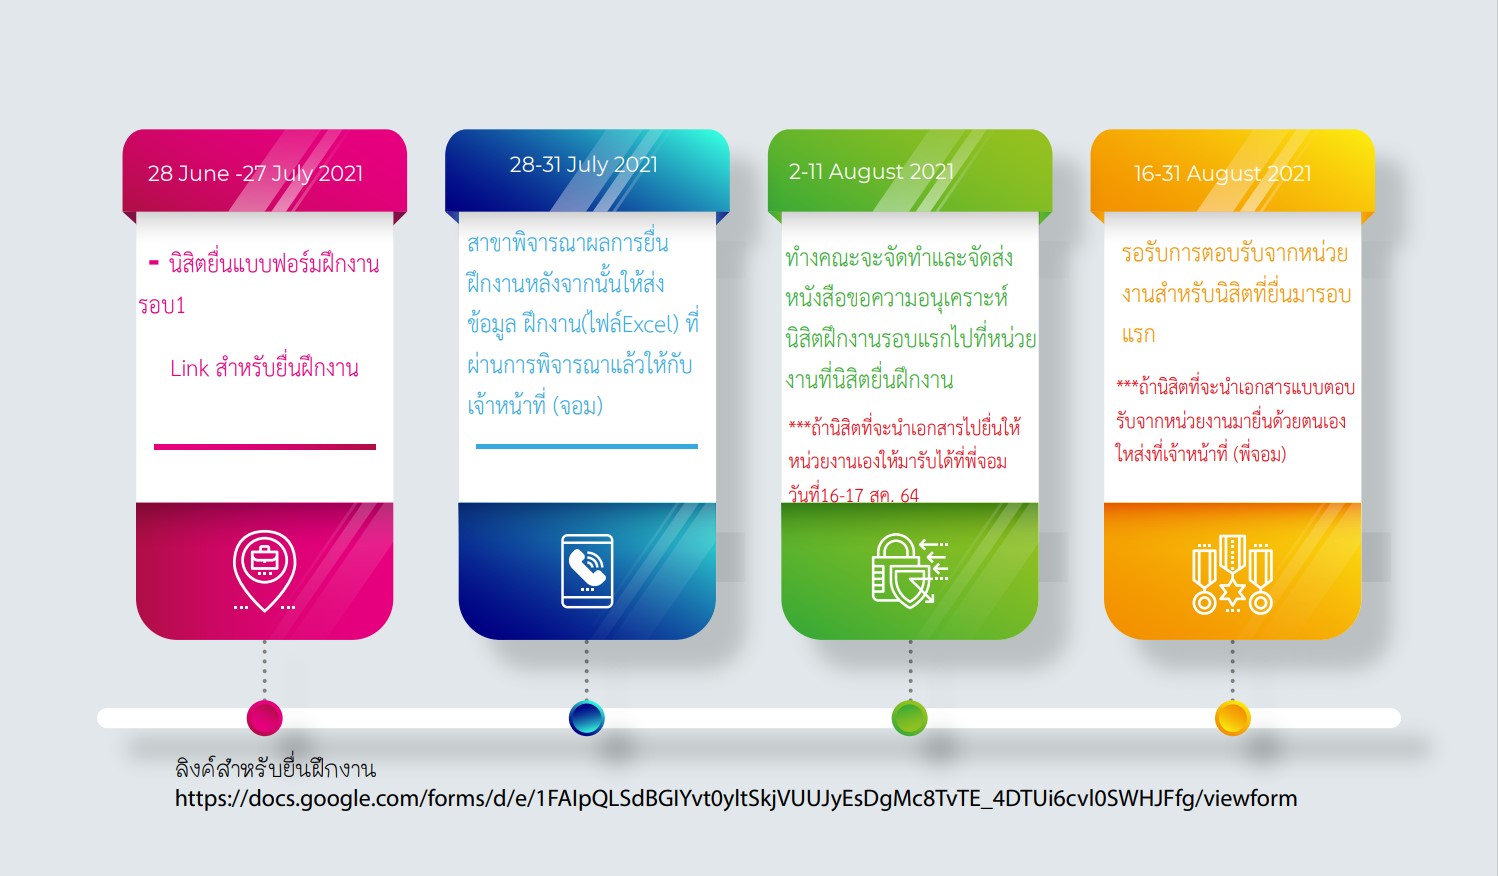 28 June -27 July 2021
- นิสิตยื่นแบบฟอร์มฝึกงาน
รอบ1
Link สำหรับยื่นฝึกงาน
28-31 July 2021
สาขาพิจารณาผลการยื่น
ฝึกงานหลังจากนั้นให้ส่ง
ข้อมูล ฝึกงาน(ไฟล์Excel) ที่
ผ่านการพิจารณาแล้วให้กับ
เจ้าหน้าที่ (จอม)
2-11 August 2021
ทำงคณะจะจัดทำและจัดส่ง
หนังสือขอความอนุเคราะห์
นิสิตฝึกงานรอบแรกไปที่หน่วย
งานที่นิสิตยื่นฝึกงาน
***ถ้านิสิตที่จะนำเอกสารไปยื่นให้
หน่วยงานเองให้มารับได้ที่พี่จอม
วันที่16-17 สค. 64
16-31 August 2021
รอรับการตอบรับจากหน่วย
งานสำหรับนิสิตที่ยื่นมารอบ
แรก
***ถ้านิสิตที่จะนำเอกสารแบบตอบ
รับจากหน่วยงานมายื่นด้วยตนเอง
ให้ส่งที่เจ้าหน้าที่ (พี่จอม)
ลิงค์สำหรับยื่นฝึกงาน
https://docs.google.com/forms/d/e/1FAIpQLSdBGIYvt0yltSkjVUUJyEsDgMc8TvTE_4DTUi6cvl0SWHJFfg/viewform